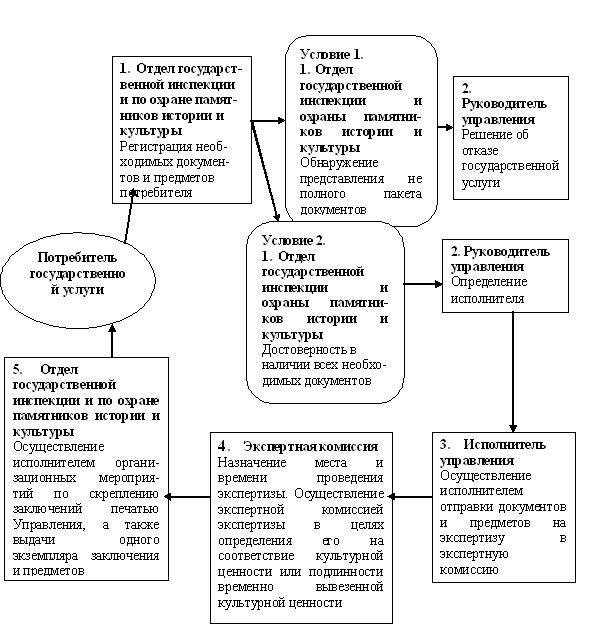 1. Отдел государст-
венной инспекции
и по охране памят-
ников истории и
культуры
Регистрация необ-
ходимых докумен-
тов и предметов
потребителя
Условие 1.
1. Отдел
государственной
инспекции и
охраны памятни-
ков истории и
культуры
Обнаружение
представления не
полного пакета
документов
2.
Руководитель
управления
Решение об
отказе
государственной
услуги
Потребитель
государственно
й услуги
Условие 2.
1. Отдел
государственной
инспекции и
охраны памятни-
ков истории и
культуры
Достоверность в
наличии всех необхо-
димых документов
2. Руководитель
управления
Определение
исполнителя
3. Исполнитель
управления
Осуществление
исполнителем
отправки документов
и предметов на
экспертизу в
экспертную
комиссию
4. Экспертная комиссия
Назначение места и
времени проведения
экспертизы. Осуществление
экспертной комиссией
экспертизы в целях
определения его на
соответствие культурной
ценности или подлинности
временно вывезенной
культурной ценности
5. Отдел
государственной
инспекции и по охране
памятников истории и
культуры
Осуществление
исполнителем органи-
зационных мероприя-
тий по скреплению
заключений печатью
Управления, а также
выдачи одного
экземпляра заключения
и предметов